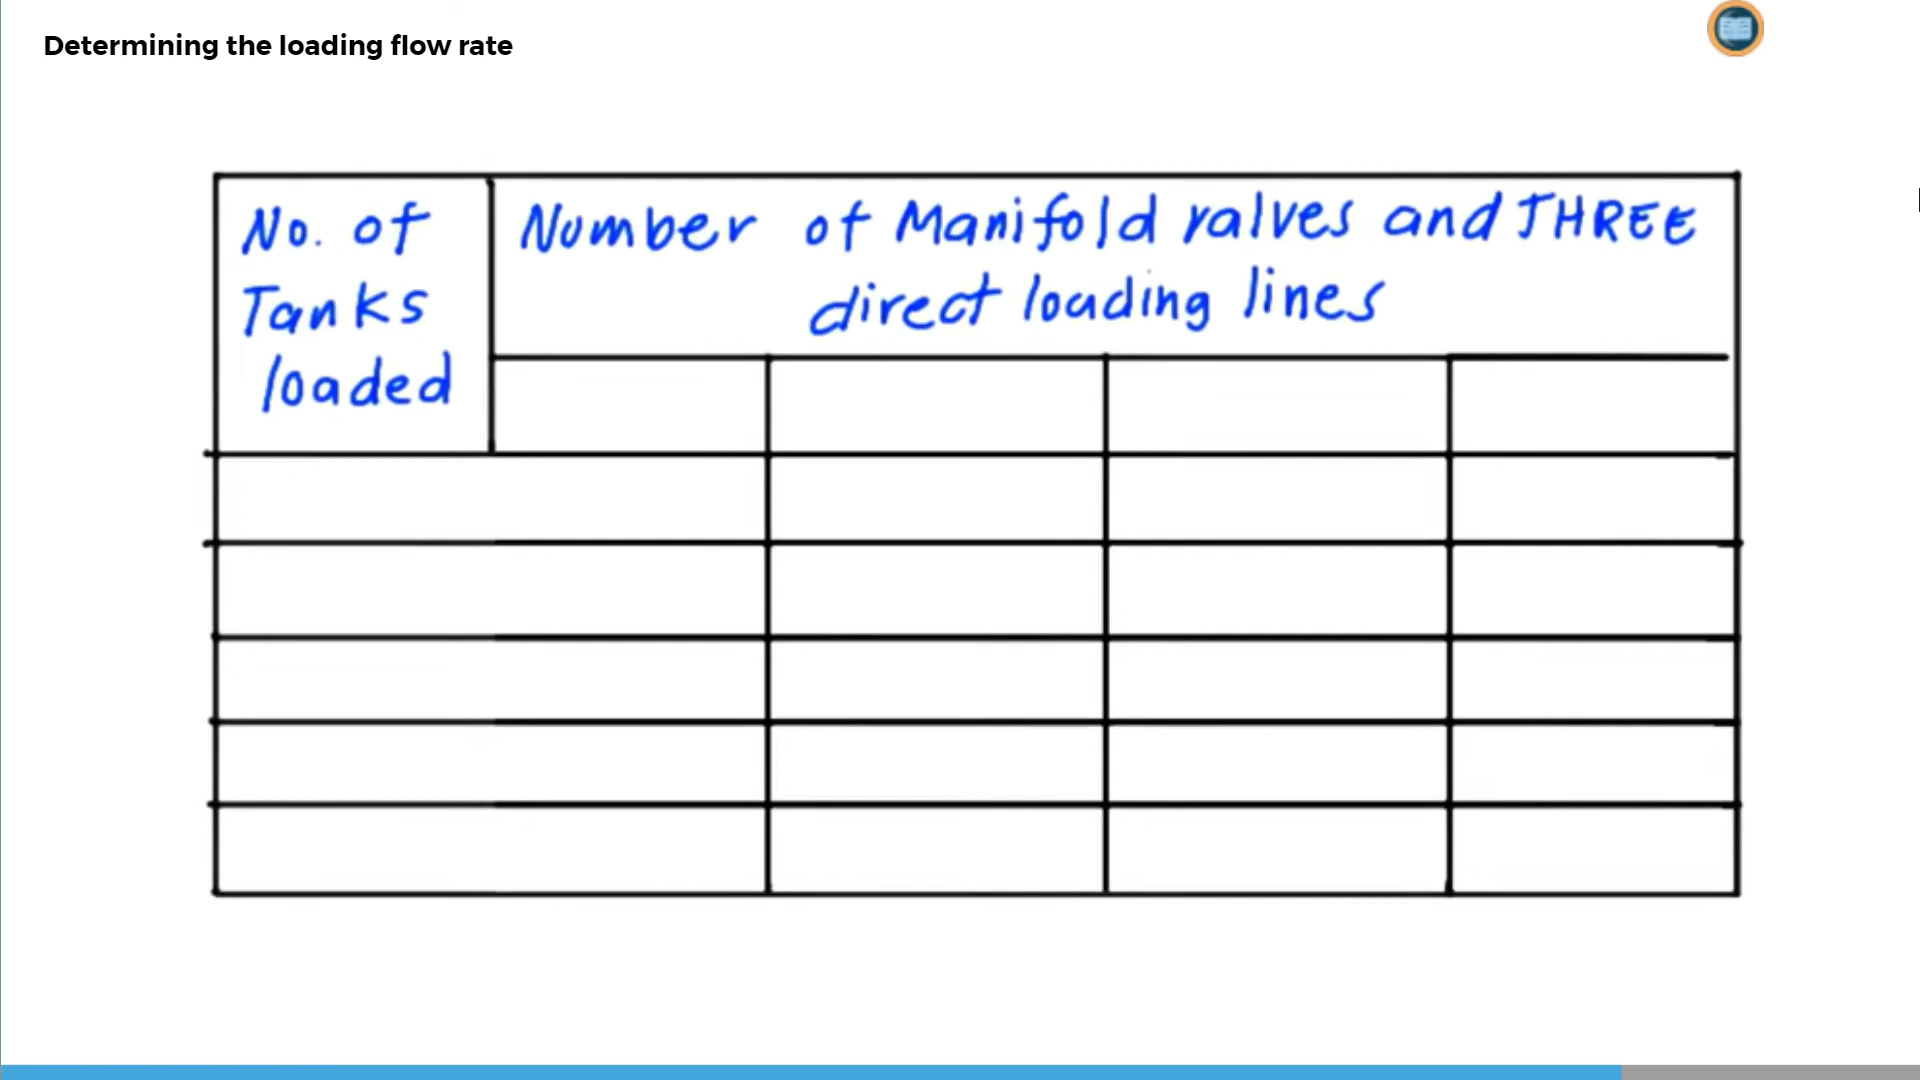 Determining the loading flow rate
No. of
Tanks
loaded
Number of Manifold valves and THREE
direct loading lines